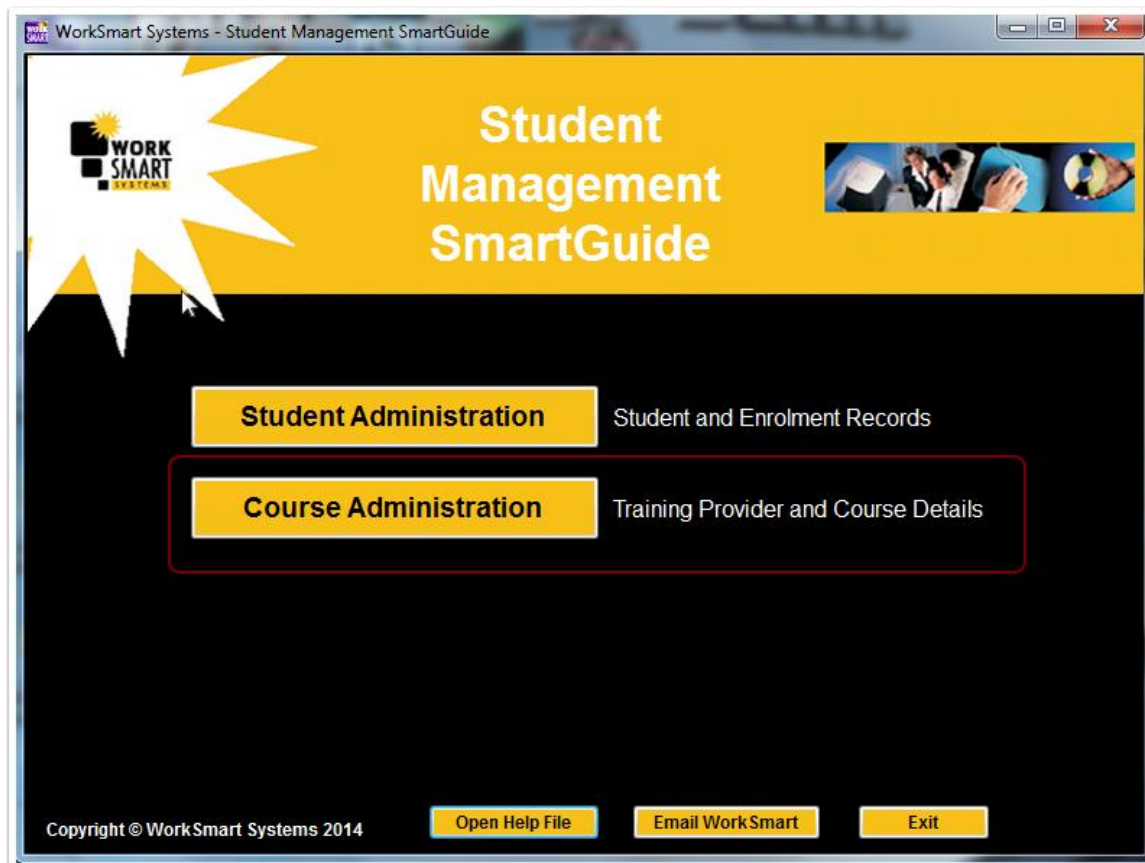 WorkSmart Systems - Student Management SmartGuide
WORK
SMART
SYSTEMS
Student
Management
SmartGuide
Student Administration
Student and Enrolment Records
Course Administration
Training Provider and Course Details
Copyright © WorkSmart Systems 2014
Open Help File
Email WorkSmart
Exit